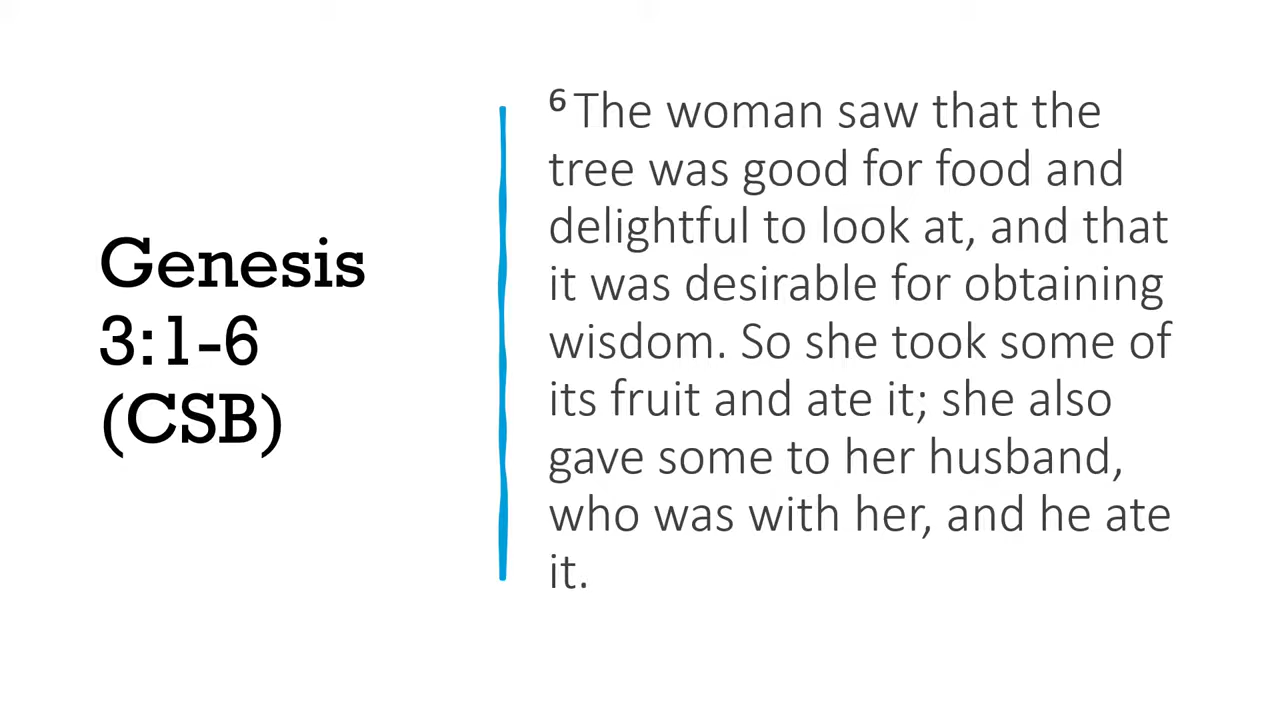 Genesis
3:1-6
(CSB)
6 The woman saw that the
tree was good for food and
delightful to look at, and that
it was desirable for obtaining
wisdom. So she took some of
its fruit and ate it; she also
gave some to her husband,
who was with her, and he ate
it.